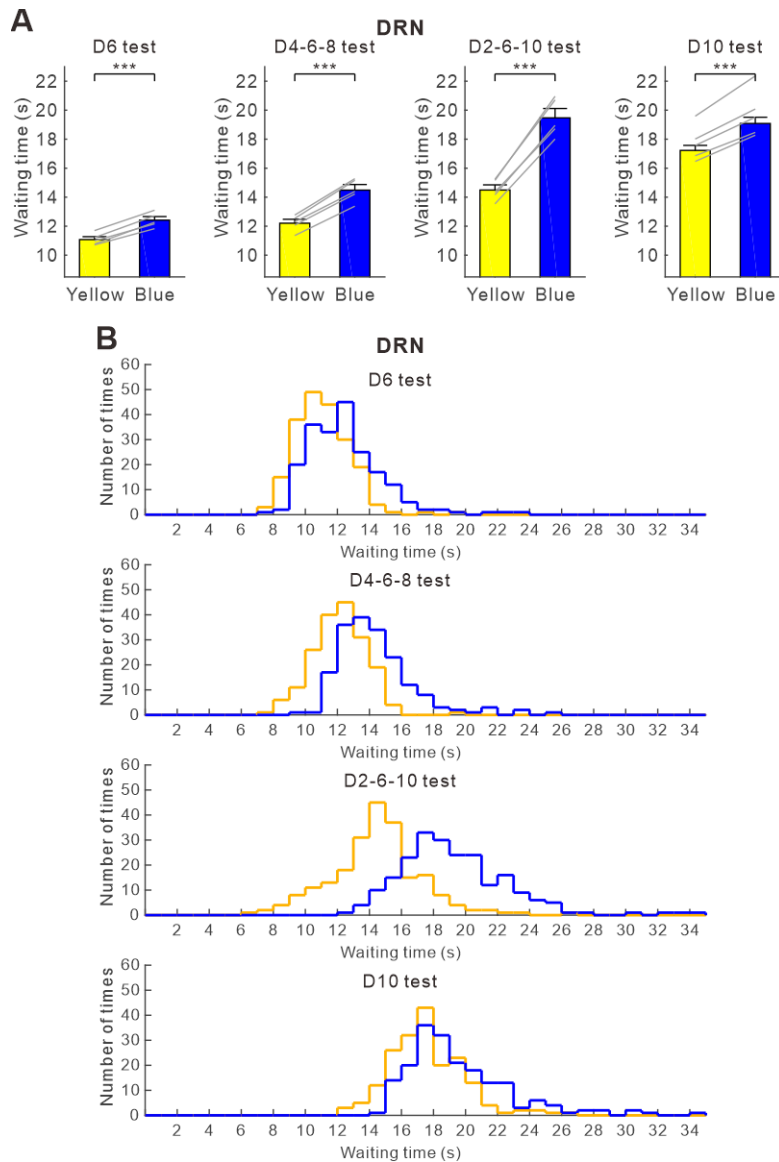 A
DRN
D6 test
D4-6-8 test
D2-6-10 test
D10 test
***
***
***
***
Waiting time (s)
22
20
18
16
14
12
10
Yellow Blue
Waiting time (s)
22
20
18
16
14
12
10
Yellow Blue
Waiting time (s)
22
20
18
16
14
12
10
Yellow Blue
Waiting time (s)
22
20
18
16
14
12
10
Yellow Blue
B
DRN
D6 test
Number of times
60
50
40
30
20
10
0
2 4 6 8 10 12 14 16 18 20 22 24 26 28 30 32 34
Waiting time (s)
D4-6-8 test
Number of times
60
50
40
30
20
10
0
2 4 6 8 10 12 14 16 18 20 22 24 26 28 30 32 34
Waiting time (s)
D2-6-10 test
Number of times
60
50
40
30
20
10
0
2 4 6 8 10 12 14 16 18 20 22 24 26 28 30 32 34
Waiting time (s)
D10 test
Number of times
60
50
40
30
20
10
0
2 4 6 8 10 12 14 16 18 20 22 24 26 28 30 32 34
Waiting time (s)